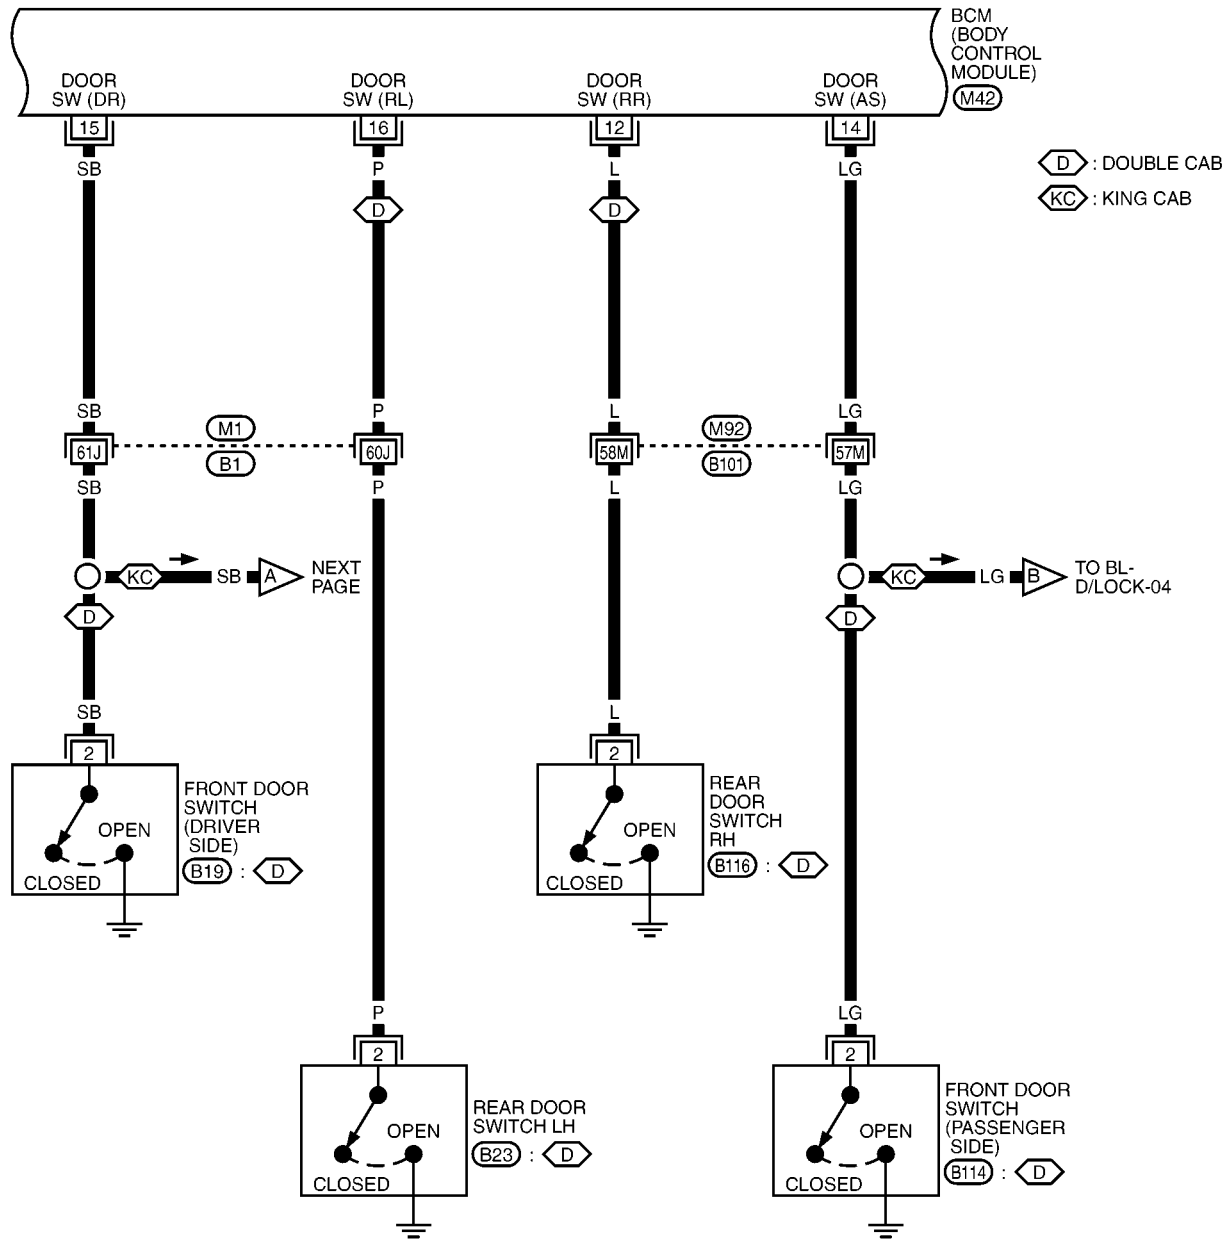 BCM
(BODY
CONTROL
MODULE)
M42
DOOR
SW (DR)
DOOR
SW (RL)
DOOR
SW (RR)
DOOR
SW (AS)
15
16
12
14
SB
P
L
LG
D : DOUBLE CAB
KC : KING CAB
D
D
SB
P
L
LG
61J
M1
B1
60J
58M
M92
B101
57M
SB
P
L
LG
KC
SB
A
NEXT
PAGE
KC
LG
B
TO BL-
D/LOCK-04
D
D
SB
L
2
2
OPEN
CLOSED
FRONT DOOR
SWITCH
(DRIVER
SIDE)
B19 : D
OPEN
CLOSED
REAR
DOOR
SWITCH
RH
B116 : D
P
LG
2
2
OPEN
CLOSED
REAR DOOR
SWITCH LH
B23 : D
OPEN
CLOSED
FRONT DOOR
SWITCH
(PASSENGER
SIDE)
B114 : D